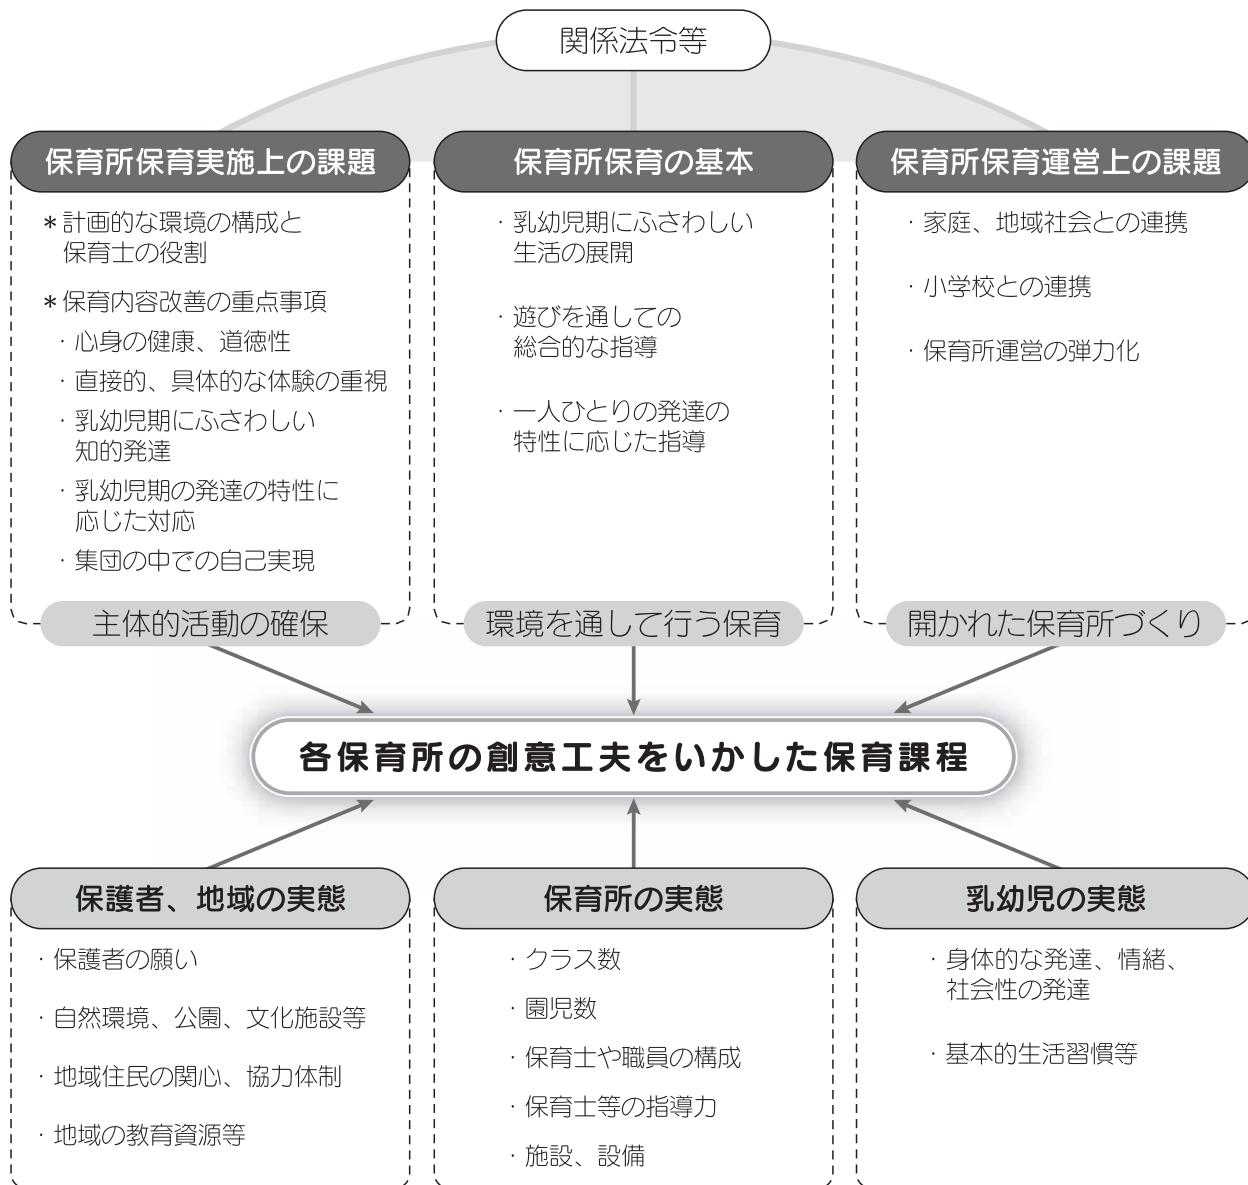 関係法令等
保育所保育実施上の課題
*計画的な環境の構成と
保育士の役割
*保育内容改善の重点事項
・心身の健康、道徳性
・直接的、具体的な体験の重視
・乳幼児期にふさわしい
知的発達
・乳幼児期の発達の特性に
応じた対応
・集団の中での自己実現
主体的活動の確保
保育所保育の基本
・乳幼児期にふさわしい
生活の展開
・遊びを通しての
総合的な指導
・一人ひとりの発達の
特性に応じた指導
環境を通して行う保育
保育所保育運営上の課題
・家庭、地域社会との連携
・小学校との連携
・保育所運営の弾力化
開かれた保育所づくり
各保育所の創意工夫をいかした保育課程
保護者、地域の実態
・保護者の願い
・自然環境、公園、文化施設等
・地域住民の関心、協力体制
・地域の教育資源等
保育所の実態
・クラス数
・園児数
・保育士や職員の構成
・保育士等の指導力
・施設、設備
乳幼児の実態
・身体的な発達、情緒、
社会性の発達
・基本的生活習慣等